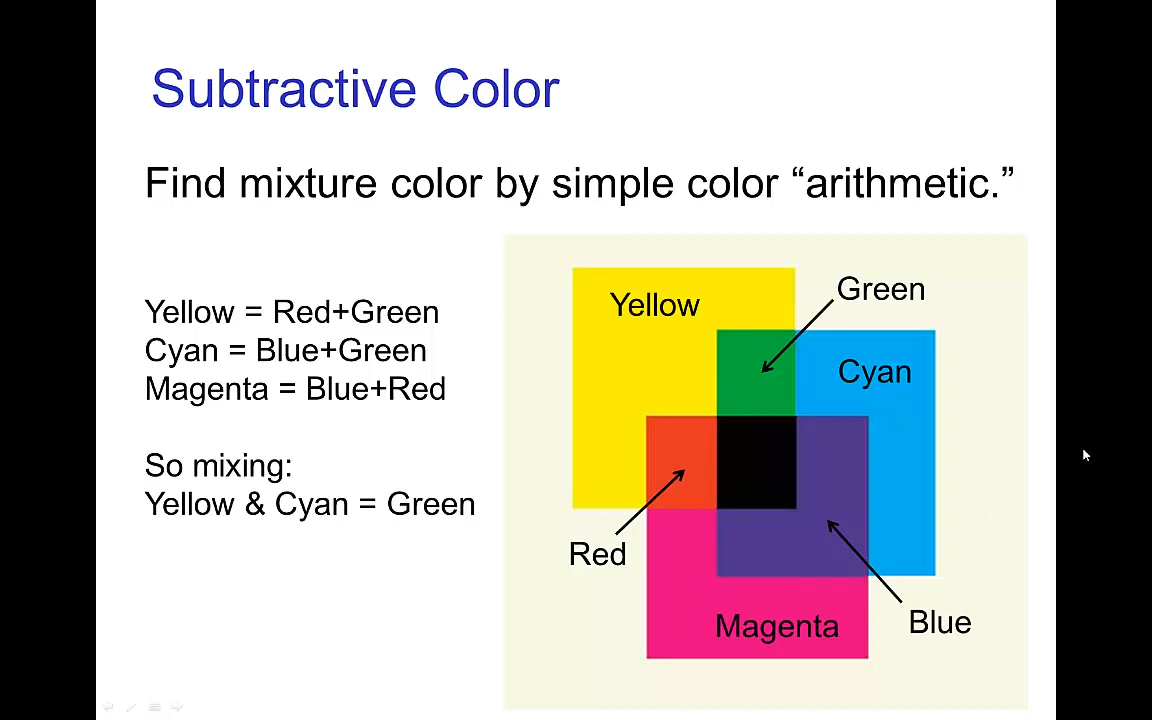 Subtractive Color
Find mixture color by simple color “arithmetic.”
Yellow = Red+Green
Cyan = Blue+Green
Magenta = Blue+Red
So mixing:
Yellow & Cyan = Green
Yellow
Green
Cyan
Red
Magenta
Blue